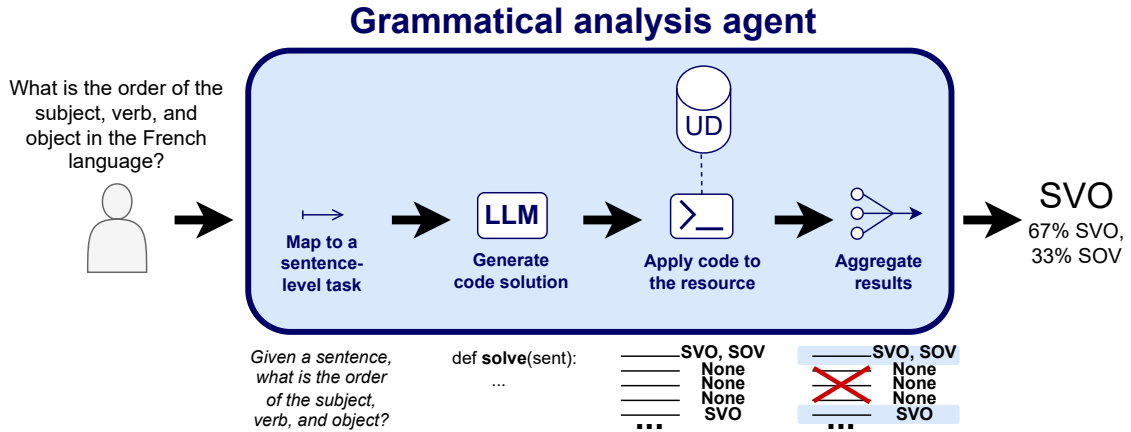 Grammatical analysis agent
What is the order of the
subject, verb, and
object in the French
language?
UD
LLM
Map to a
sentence-
level task
Generate
code solution
Apply code to
the resource
Aggregate
results
SVO
67% SVO,
33% SOV
Given a sentence,
what is the order
of the subject,
verb, and object?
def solve(sent):
...
SVO, SOV
None
None
None
SVO
...
SVO, SOV
None
None
None
SVO
...